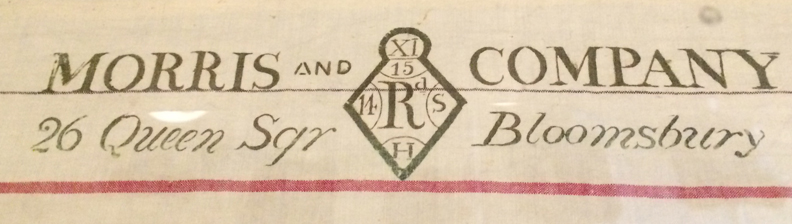 MORRIS AND COMPANY
26 Queen Sqr Bloomsbury
XI
15
14 Rd S
H